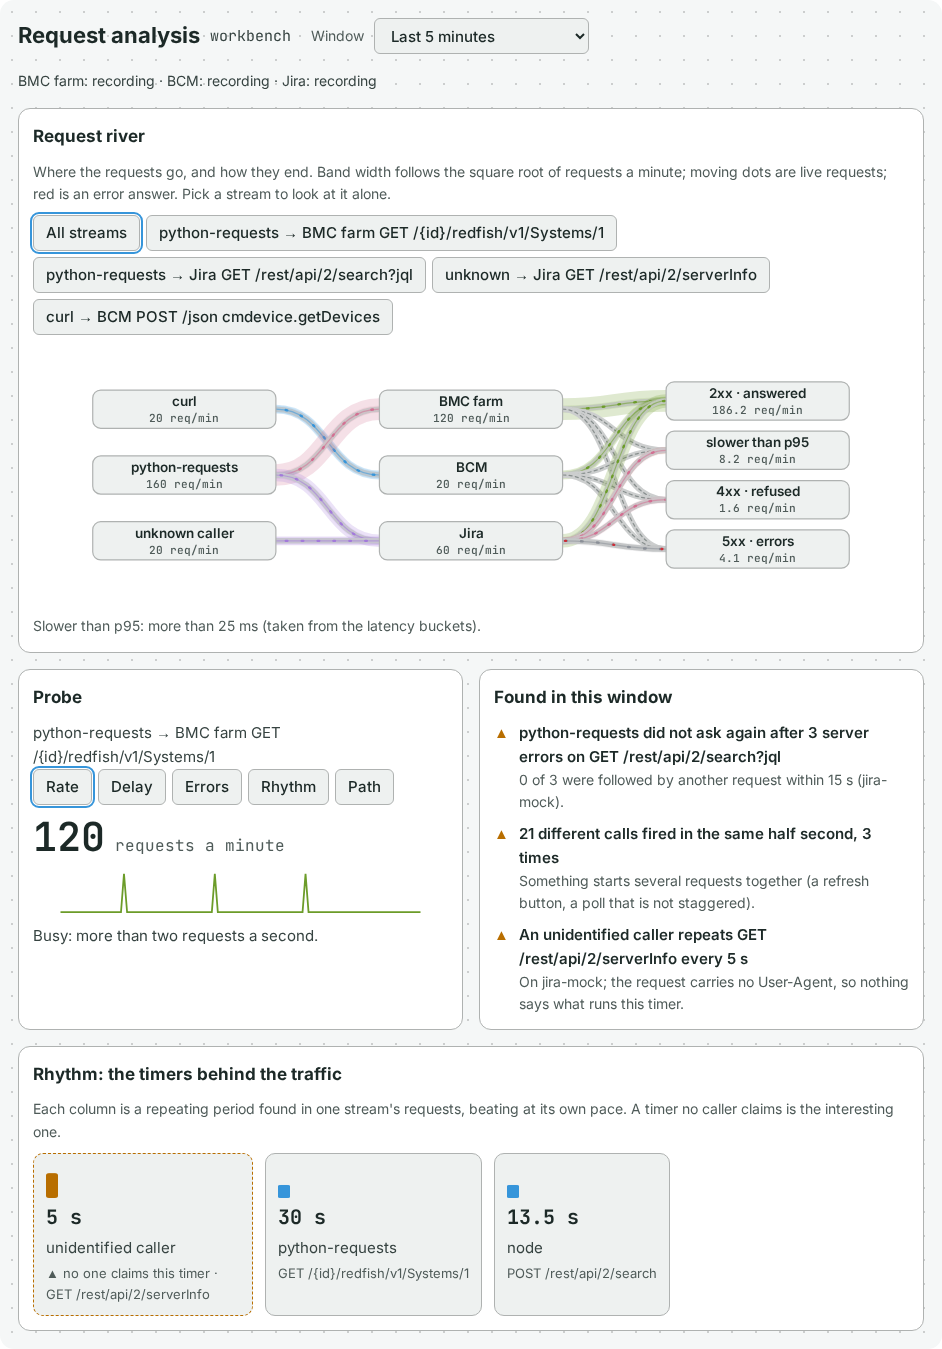 Request analysis workbench Window Last 5 minutes
BMC farm: recording · BCM: recording · Jira: recording
Request river
Where the requests go, and how they end. Band width follows the square root of requests a minute; moving dots are live requests;
red is an error answer. Pick a stream to look at it alone.
All streams
python-requests → BMC farm GET /{id}/redfish/v1/Systems/1
python-requests → Jira GET /rest/api/2/search?jql
unknown → Jira GET /rest/api/2/serverInfo
curl → BCM POST /json cmdevice.getDevices
curl
20 req/min
python-requests
160 req/min
unknown caller
20 req/min
BMC farm
120 req/min
BCM
20 req/min
Jira
60 req/min
2xx · answered
186.2 req/min
slower than p95
8.2 req/min
4xx · refused
1.6 req/min
5xx · errors
4.1 req/min
Slower than p95: more than 25 ms (taken from the latency buckets).
Probe
python-requests → BMC farm GET
/{id}/redfish/v1/Systems/1
Rate Delay Errors Rhythm Path
120 requests a minute
Busy: more than two requests a second.
Found in this window
▲ python-requests did not ask again after 3 server
errors on GET /rest/api/2/search?jql
0 of 3 were followed by another request within 15 s (jira-
mock).
▲ 21 different calls fired in the same half second, 3
times
Something starts several requests together (a refresh
button, a poll that is not staggered).
▲ An unidentified caller repeats GET
/rest/api/2/serverInfo every 5 s
On jira-mock; the request carries no User-Agent, so nothing
says what runs this timer.
Rhythm: the timers behind the traffic
Each column is a repeating period found in one stream's requests, beating at its own pace. A timer no caller claims is the interesting
one.
5 s
unidentified caller
▲ no one claims this timer ·
GET /rest/api/2/serverInfo
30 s
python-requests
GET /{id}/redfish/v1/Systems/1
13.5 s
node
POST /rest/api/2/search